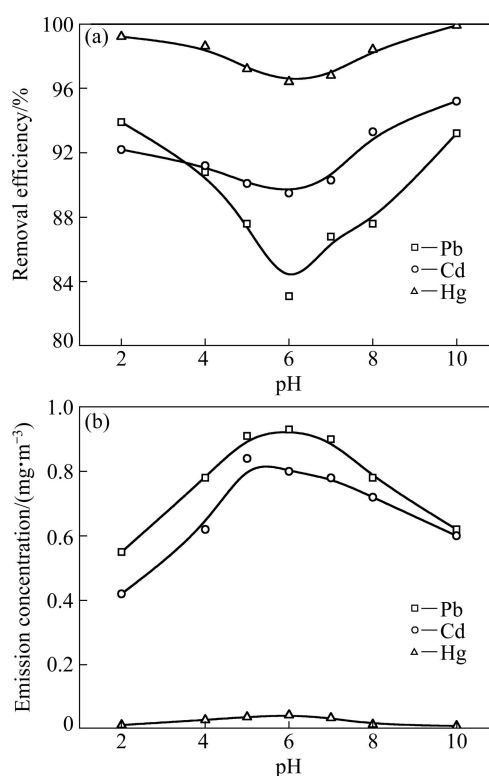 (a)
Removal efficiency/%
100
96
92
88
84
80
Pb
Cd
Hg
2 4 6 8 10
pH
(b)
Emission concentration/(mg·m⁻³)
1.0
0.8
0.6
0.4
0.2
0
Pb
Cd
Hg
2 4 6 8 10
pH